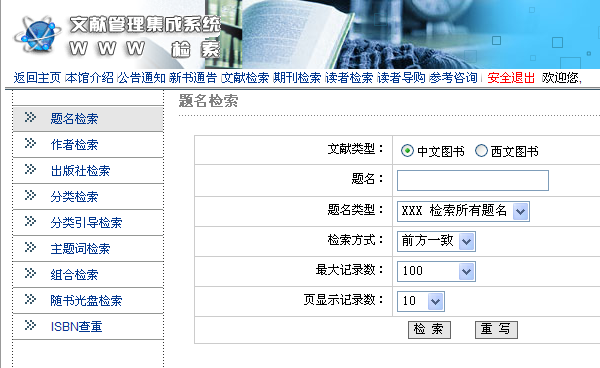 文献管理集成系统
WWW 检索
返回主页 本馆介绍 公告通知 新书通告 文献检索 期刊检索 读者检索 读者导购 参考咨询 安全退出 欢迎您,
题名检索
题名检索
作者检索
出版社检索
分类检索
分类引导检索
主题词检索
组合检索
随书光盘检索
ISBN查重
文献类型： 中文图书 西文图书
题名：
题名类型： XXX 检索所有题名
检索方式： 前方一致
最大记录数： 100
页显示记录数： 10
检 索 重 写